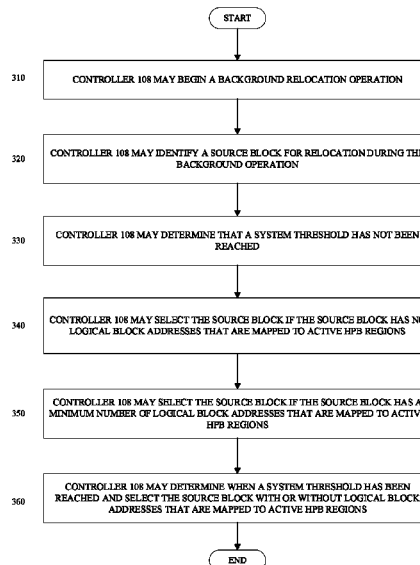 START
310
CONTROLLER 108 MAY BEGIN A BACKGROUND RELOCATION OPERATION
320
CONTROLLER 108 MAY IDENTIFY A SOURCE BLOCK FOR RELOCATION DURING THE
BACKGROUND OPERATION
330
CONTROLLER 108 MAY DETERMINE THAT A SYSTEM THRESHOLD HAS NOT BEEN
REACHED
340
CONTROLLER 108 MAY SELECT THE SOURCE BLOCK IF THE SOURCE BLOCK HAS NO
LOGICAL BLOCK ADDRESSES THAT ARE MAPPED TO ACTIVE HPB REGIONS
350
CONTROLLER 108 MAY SELECT THE SOURCE BLOCK IF THE SOURCE BLOCK HAS A
MINIMUM NUMBER OF LOGICAL BLOCK ADDRESSES THAT ARE MAPPED TO ACTIVE
HPB REGIONS
360
CONTROLLER 108 MAY DETERMINE WHEN A SYSTEM THRESHOLD HAS BEEN
REACHED AND SELECT THE SOURCE BLOCK WITH OR WITHOUT LOGICAL BLOCK
ADDRESSES THAT ARE MAPPED TO ACTIVE HPB REGIONS
END